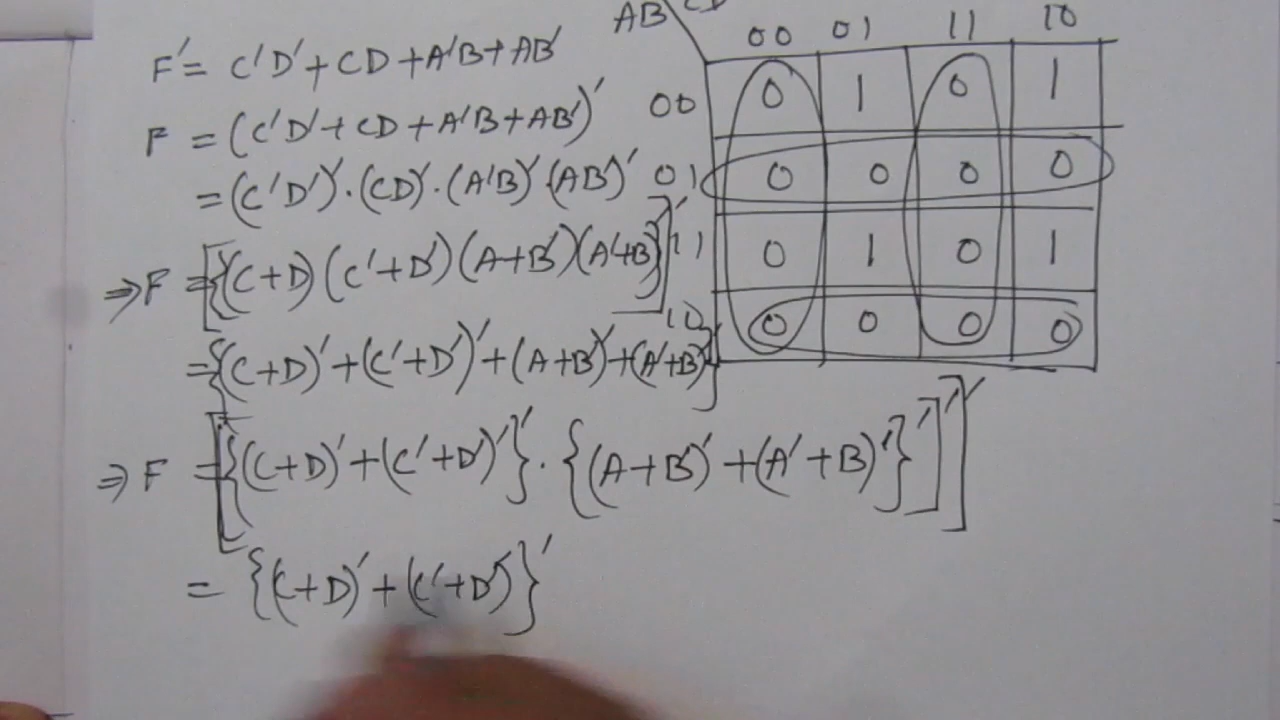 F' = C'D' + CD + A'B + AB'
F = (C'D' + CD + A'B + AB')'
= (C'D')'·(CD)'·(A'B)'·(AB')'
⇒ F = [{(C+D)(C'+D')(A+B')(A'+B)}']'
= {(C+D)' + (C'+D')' + (A+B')' + (A'+B)'}'
⇒ F = [[{(C+D)' + (C'+D')'}' · {(A+B')' + (A'+B)'}']']'
= {(C+D)' + (C'+D')'}'
AB\CD
00 01 11 10
00 0 1 0 1
01 0 0 0 0
11 0 1 0 1
10 0 0 0 0